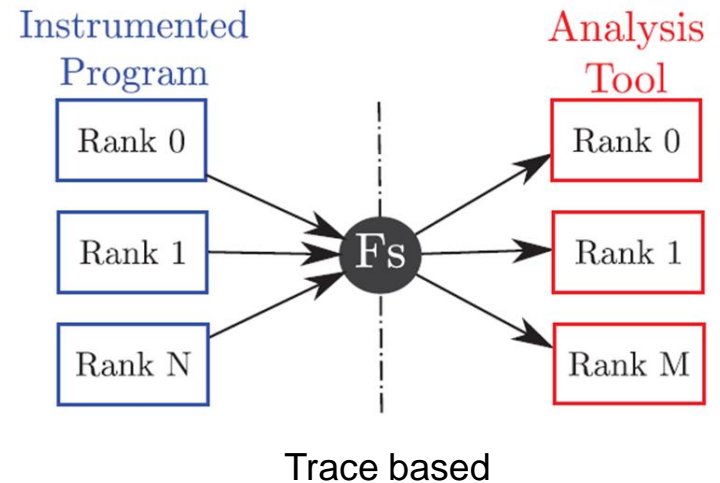 Instrumented
Program
Rank 0
Rank 1
Rank N
Fs
Analysis
Tool
Rank 0
Rank 1
Rank M
Trace based